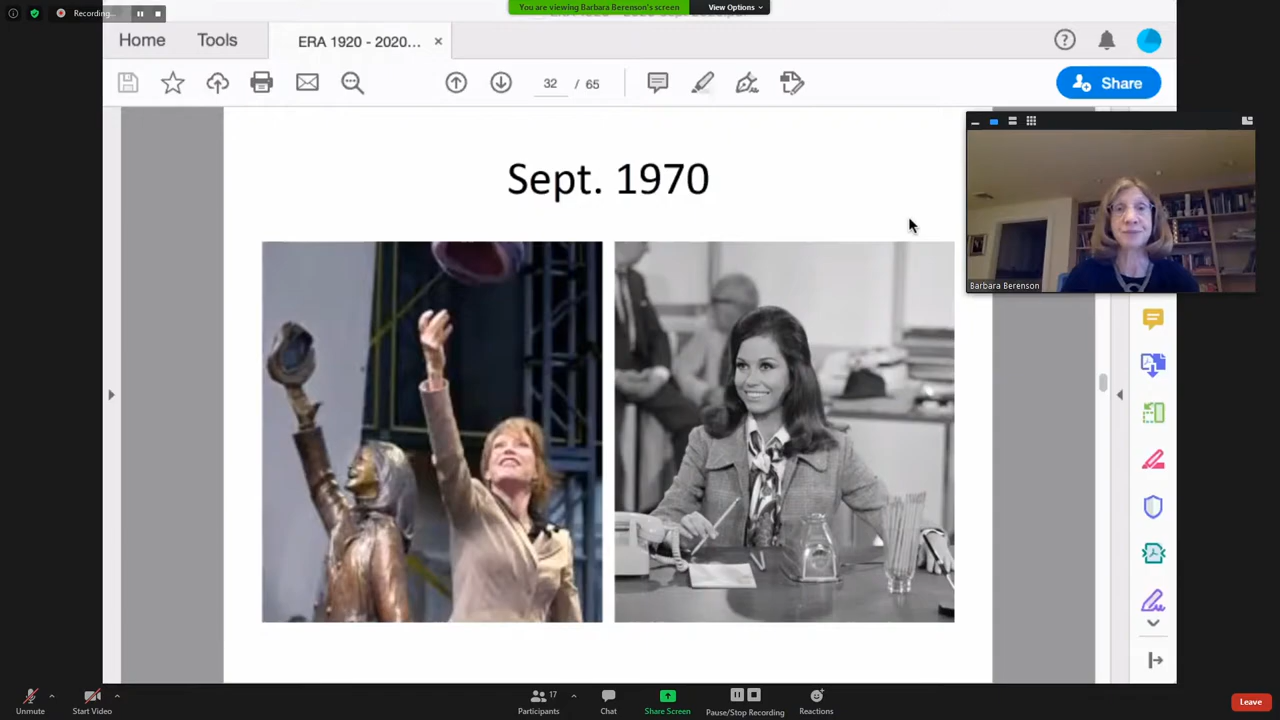 Recording...
You are viewing Barbara Berenson's screen
View Options
Home
Tools
ERA 1920 - 2020...
32 / 65
Share
Sept. 1970
Barbara Berenson
Unmute
Start Video
17
Participants
Chat
Share Screen
Pause/Stop Recording
Reactions
Leave